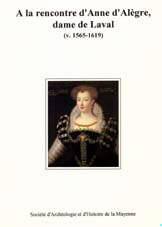 A la rencontre d'Anne d'Alègre,
dame de Laval
(v. 1565-1619)
Société d'Archéologie et d'Histoire de la Mayenne